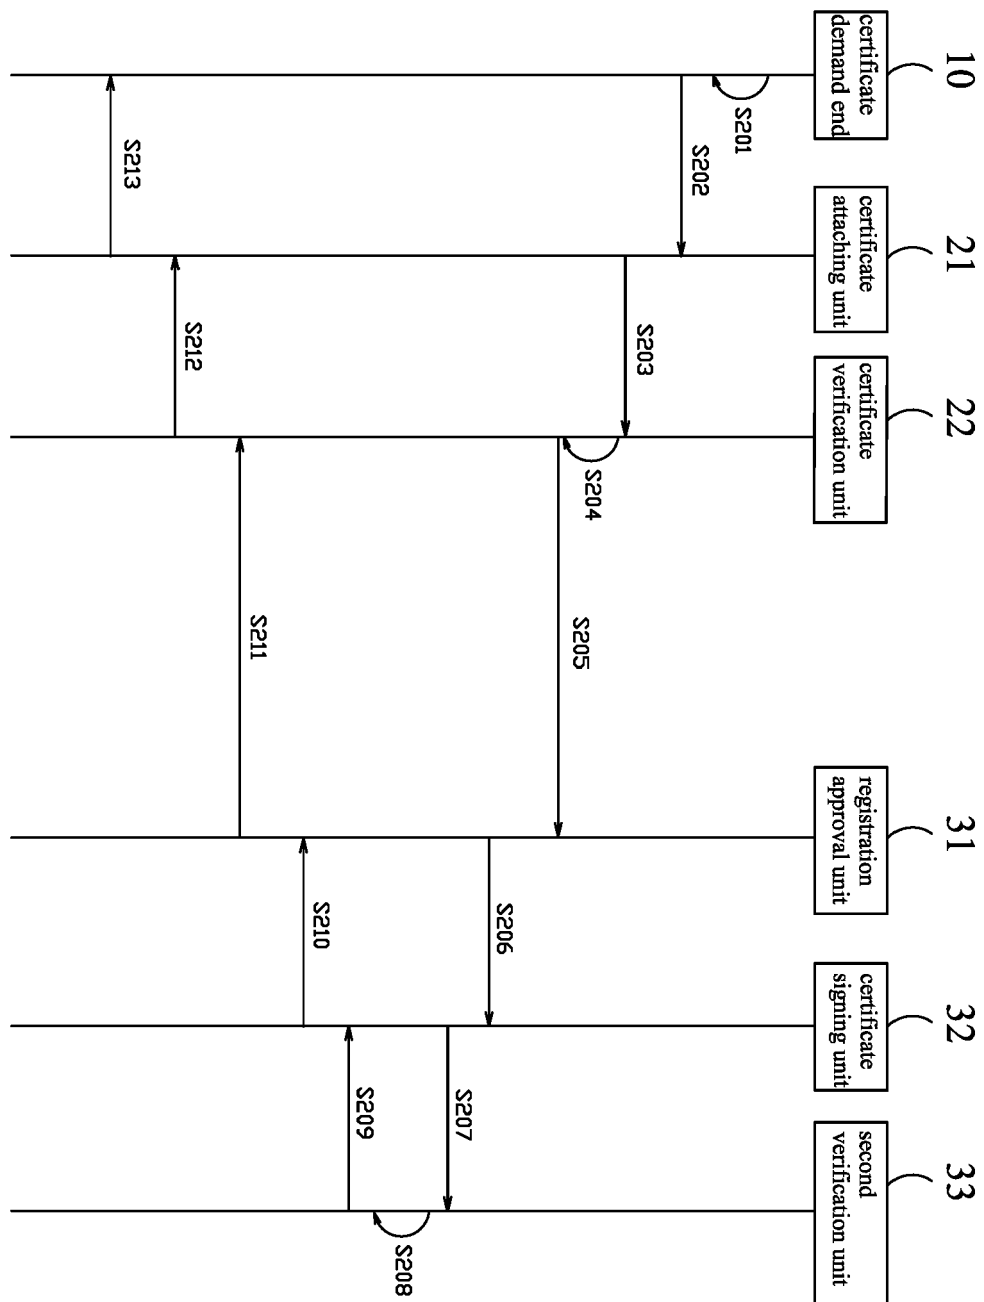 10
21
22
31
32
33
certificate
demand end
certificate
attaching unit
certificate
verification unit
registration
approval unit
certificate
signing unit
second
verification unit
S201
S202
S203
S204
S205
S206
S207
S208
S209
S210
S211
S212
S213